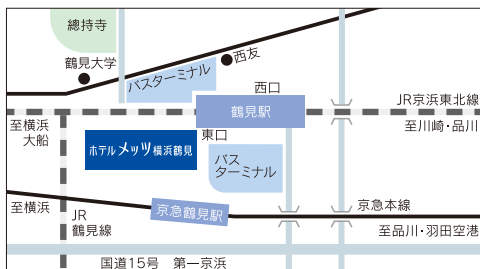 總持寺
鶴見大学
バスターミナル
西友
西口
鶴見駅
JR京浜東北線
至横浜
大船
至川崎・品川
ホテルメッツ横浜鶴見
東口
バス
ターミナル
至横浜
JR
鶴見線
京急鶴見駅
京急本線
至品川・羽田空港
国道15号 第一京浜